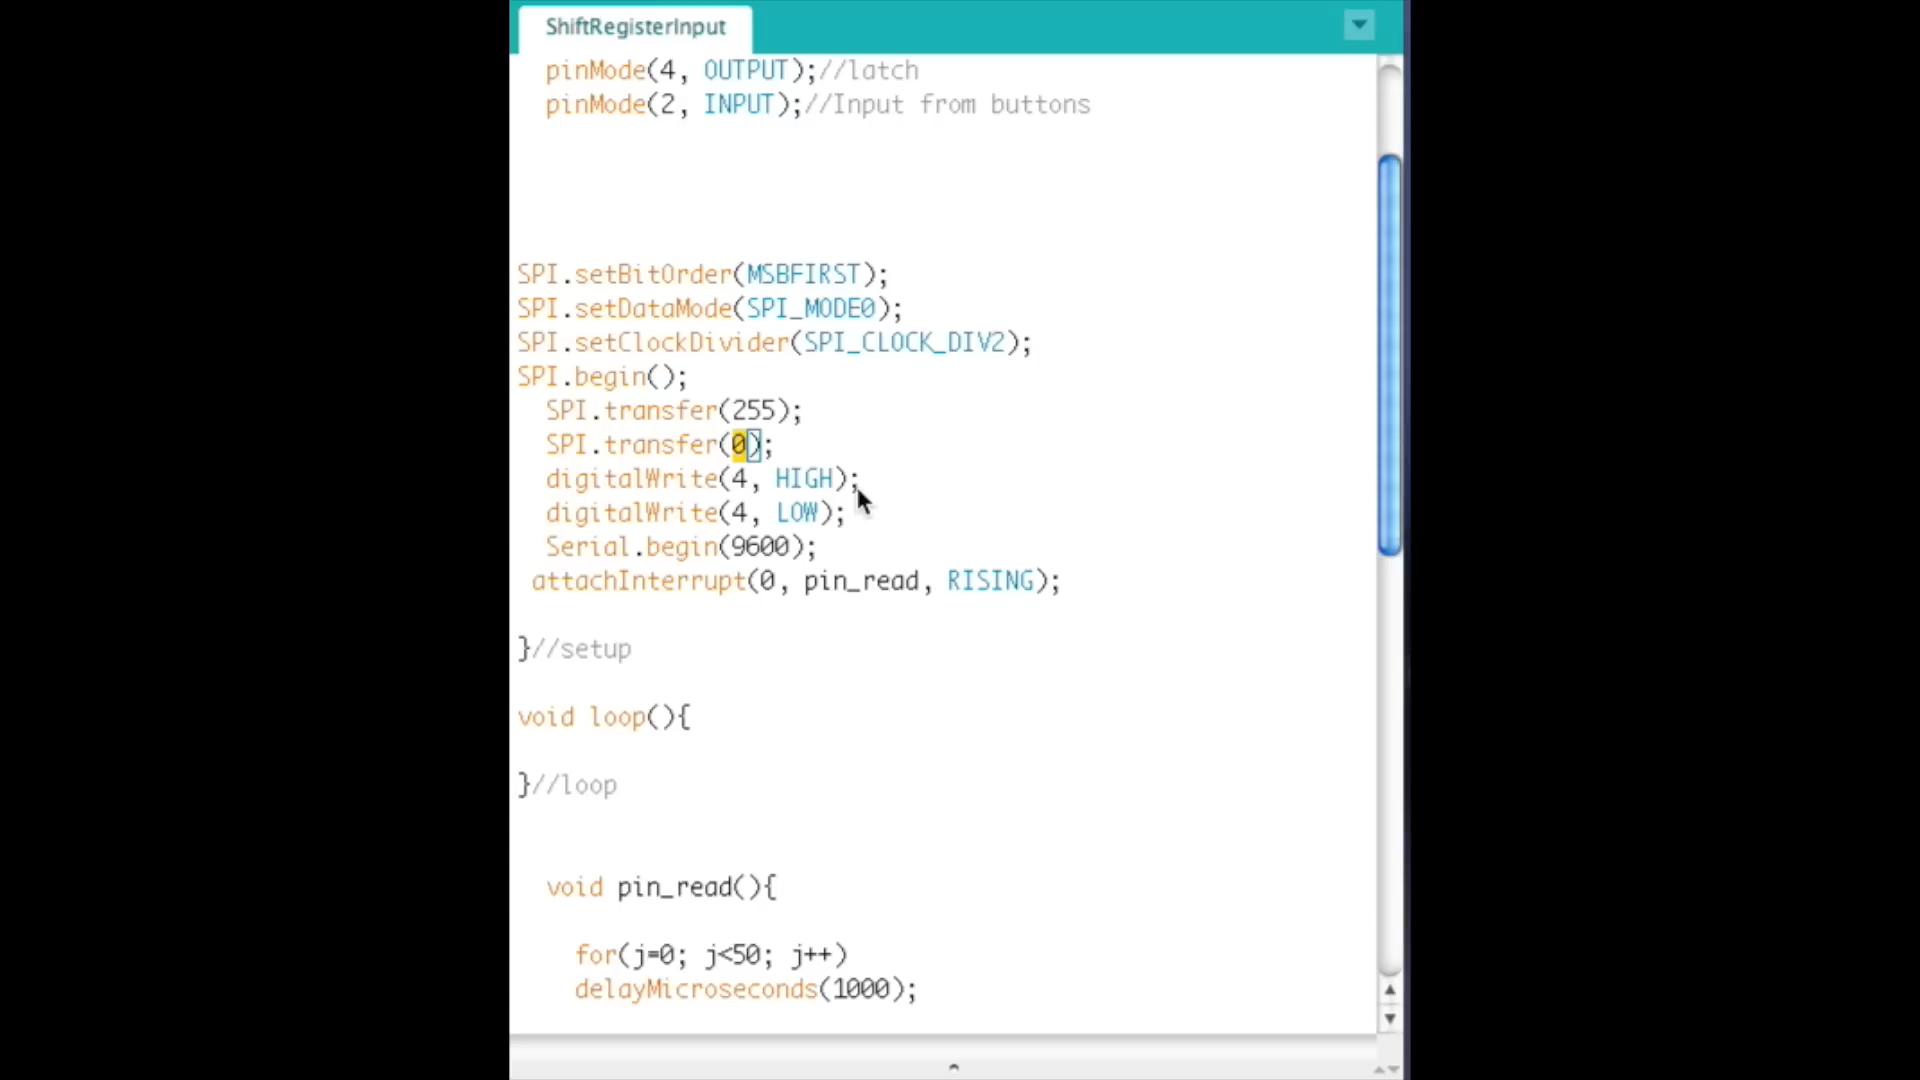 ShiftRegisterInput
pinMode(4, OUTPUT);//latch
pinMode(2, INPUT);//Input from buttons
SPI.setBitOrder(MSBFIRST);
SPI.setDataMode(SPI_MODE0);
SPI.setClockDivider(SPI_CLOCK_DIV2);
SPI.begin();
SPI.transfer(255);
SPI.transfer(0);
digitalWrite(4, HIGH);
digitalWrite(4, LOW);
Serial.begin(9600);
attachInterrupt(0, pin_read, RISING);
}//setup
void loop(){
}//loop
void pin_read(){
for(j=0; j<50; j++)
delayMicroseconds(1000);